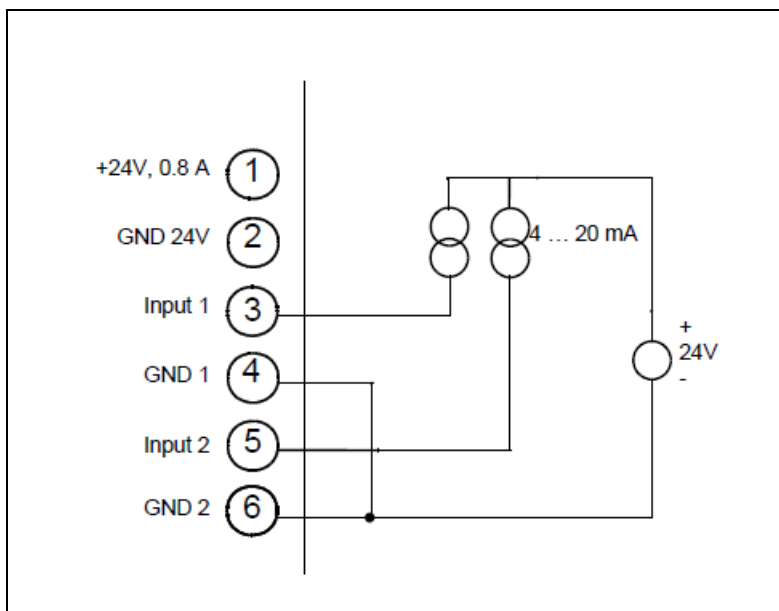 +24V, 0.8 A
1
GND 24V
2
Input 1
3
GND 1
4
Input 2
5
GND 2
6
4 ... 20 mA
+
24V
-